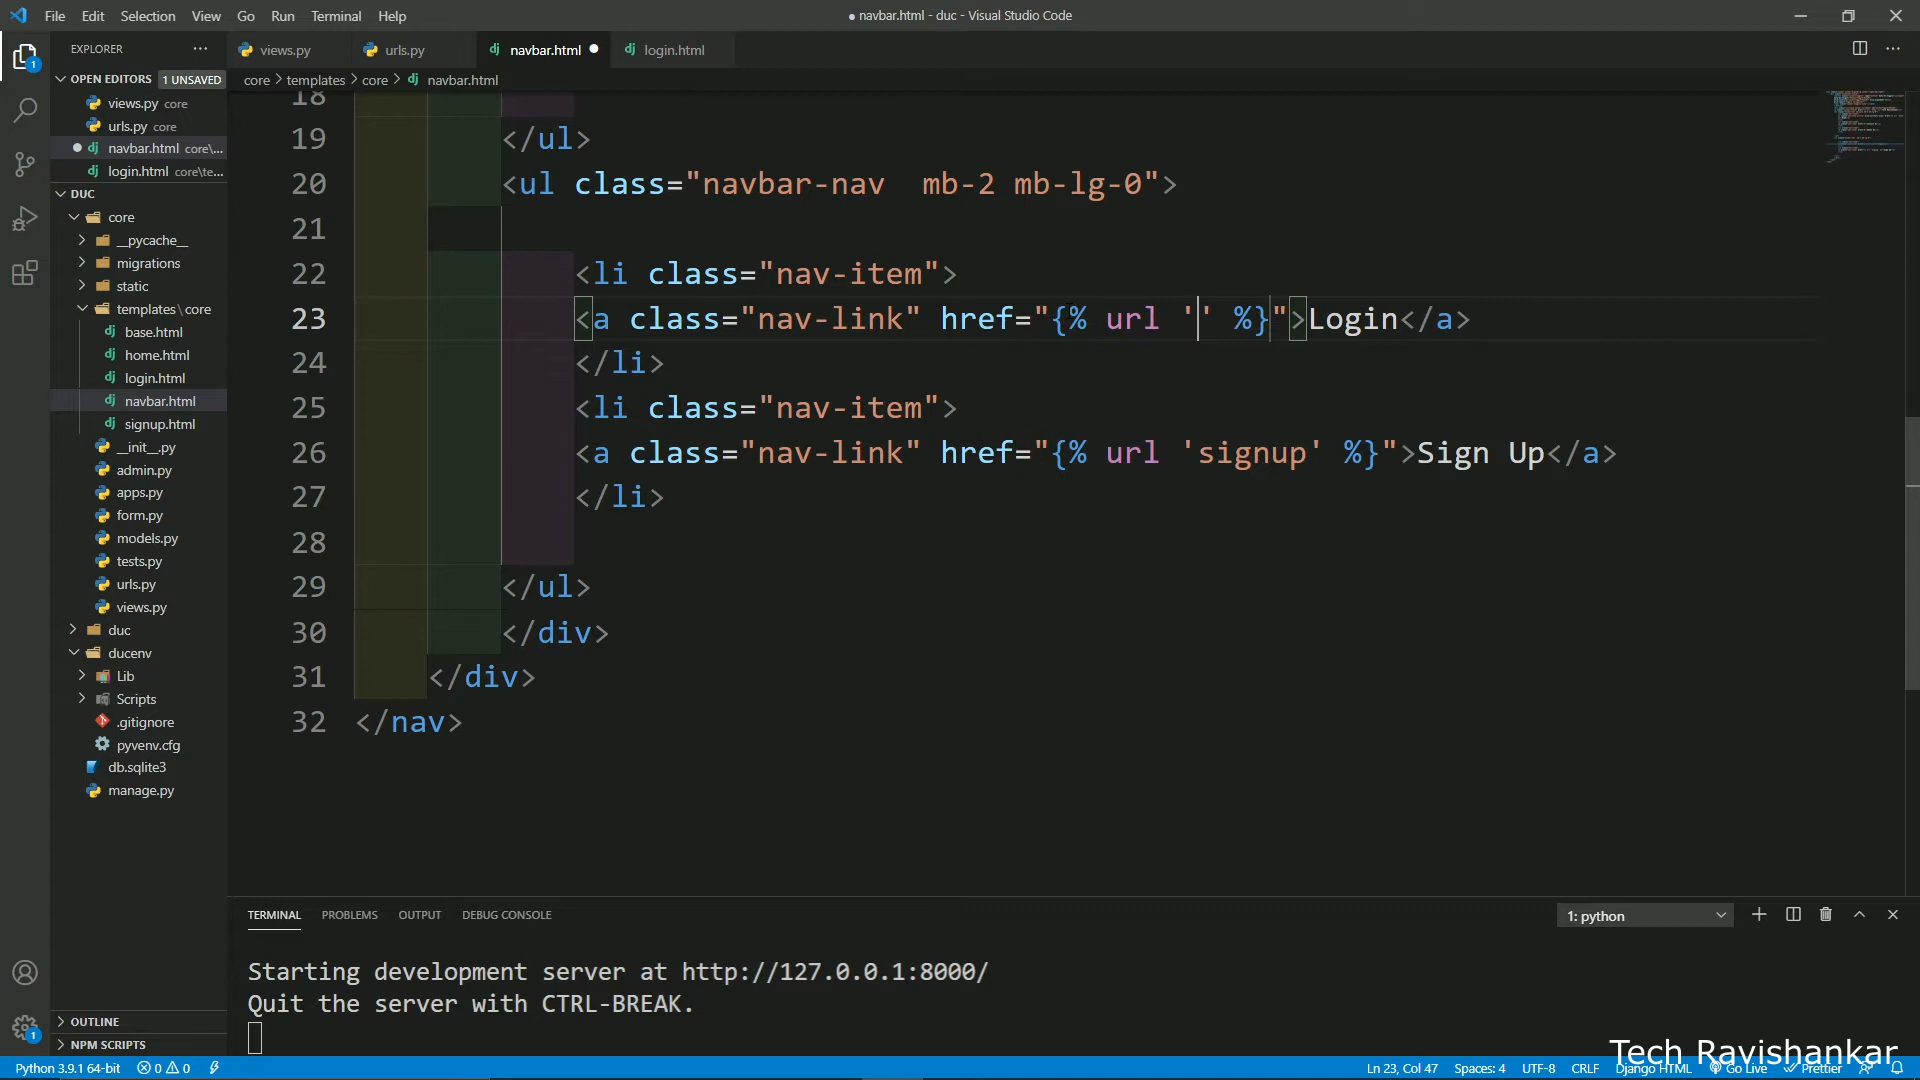 File Edit Selection View Go Run Terminal Help
● navbar.html - duc - Visual Studio Code
EXPLORER
views.py
urls.py
navbar.html
login.html
OPEN EDITORS 1 UNSAVED
core > templates > core > navbar.html
views.py core
urls.py core
navbar.html core\...
login.html core\te...
DUC
core
__pycache__
migrations
static
templates\core
base.html
home.html
login.html
navbar.html
signup.html
__init__.py
admin.py
apps.py
form.py
models.py
tests.py
urls.py
views.py
duc
ducenv
Lib
Scripts
.gitignore
pyvenv.cfg
db.sqlite3
manage.py
OUTLINE
NPM SCRIPTS
18
19 </ul>
20 <ul class="navbar-nav  mb-2 mb-lg-0">
21
22 <li class="nav-item">
23 <a class="nav-link" href="{% url '' %}">Login</a>
24 </li>
25 <li class="nav-item">
26 <a class="nav-link" href="{% url 'signup' %}">Sign Up</a>
27 </li>
28
29 </ul>
30 </div>
31 </div>
32 </nav>
TERMINAL PROBLEMS OUTPUT DEBUG CONSOLE
1: python
Starting development server at http://127.0.0.1:8000/
Quit the server with CTRL-BREAK.
Tech Ravishankar
Python 3.9.1 64-bit 0 0 Ln 23, Col 47 Spaces: 4 UTF-8 CRLF Django HTML Go Live Prettier